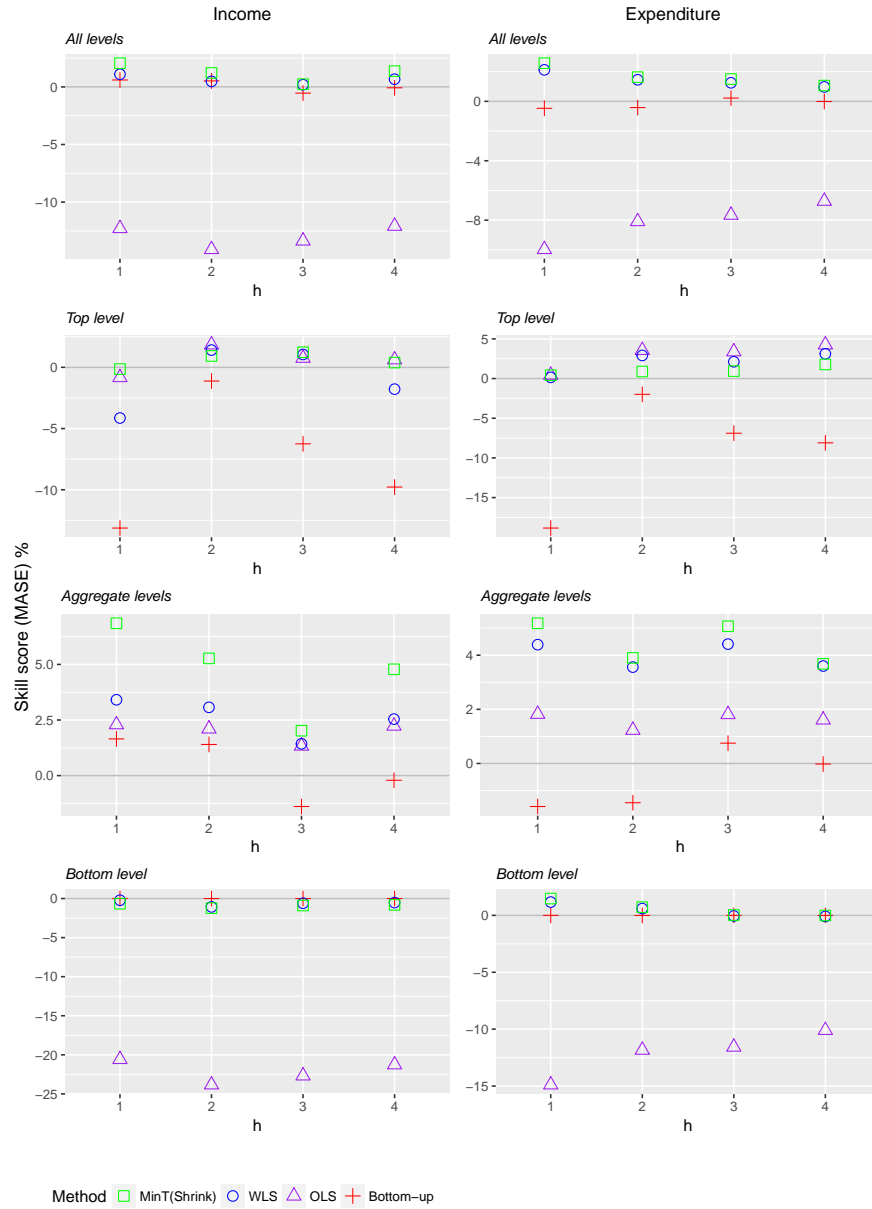 Income
Expenditure
Skill score (MASE) %
All levels
0
−5
−10
1 2 3 4
h
All levels
0
−4
−8
1 2 3 4
h
Top level
0
−5
−10
1 2 3 4
h
Top level
5
0
−5
−10
−15
1 2 3 4
h
Aggregate levels
5.0
2.5
0.0
1 2 3 4
h
Aggregate levels
4
2
0
1 2 3 4
h
Bottom level
0
−5
−10
−15
−20
−25
1 2 3 4
h
Bottom level
0
−5
−10
−15
1 2 3 4
h
Method MinT(Shrink) WLS OLS Bottom−up